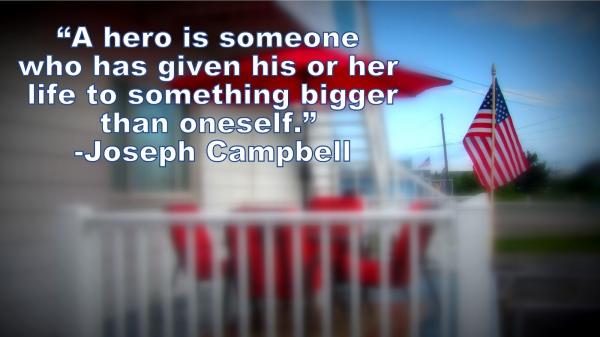 “A hero is someone
who has given his or her
life to something bigger
than oneself.”
-Joseph Campbell